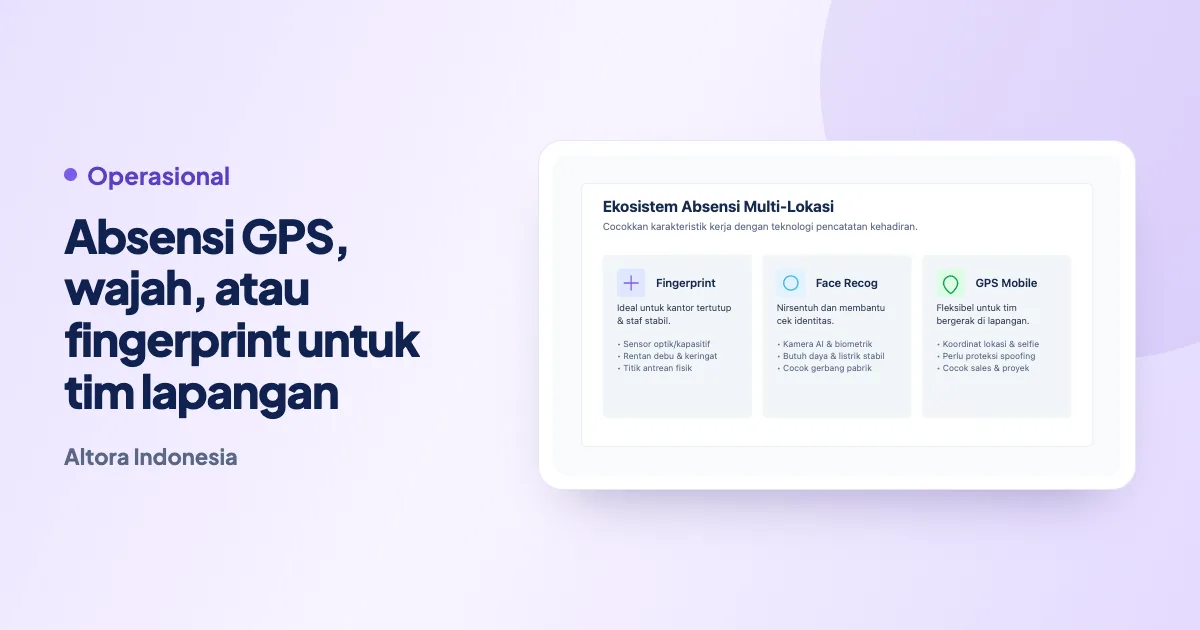 Operasional
Absensi GPS,
wajah, atau
fingerprint untuk
tim lapangan
Altora Indonesia
Ekosistem Absensi Multi-Lokasi
Cocokkan karakteristik kerja dengan teknologi pencatatan kehadiran.
Fingerprint
Ideal untuk kantor tertutup
& staf stabil.
• Sensor optik/kapasitif
• Rentan debu & keringat
• Titik antrean fisik
Face Recog
Nirsentuh dan membantu
cek identitas.
• Kamera AI & biometrik
• Butuh daya & listrik stabil
• Cocok gerbang pabrik
GPS Mobile
Fleksibel untuk tim
bergerak di lapangan.
• Koordinat lokasi & selfie
• Perlu proteksi spoofing
• Cocok sales & proyek